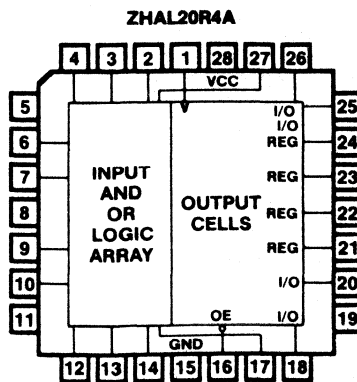 ZHAL20R4A
4 3 2 1 28 27 26
VCC
5 I/O 25
I/O
6 REG 24
7 INPUT REG 23
AND
OR
LOGIC
ARRAY
OUTPUT
CELLS
8 REG 22
9 REG 21
10 I/O 20
11 OE I/O 19
GND
12 13 14 15 16 17 18